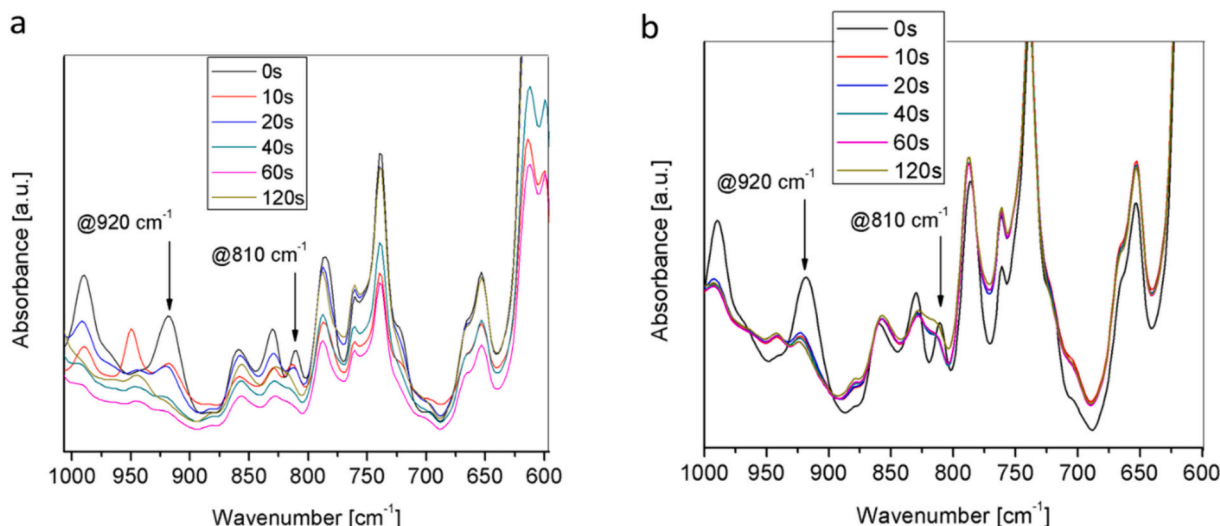 a
0s
10s
20s
40s
60s
120s
@920 cm-1
@810 cm-1
Absorbance [a.u.]
1000 950 900 850 800 750 700 650 600
Wavenumber [cm-1]
b
0s
10s
20s
40s
60s
120s
@920 cm-1
@810 cm-1
Absorbance [a.u.]
1000 950 900 850 800 750 700 650 600
Wavenumber [cm-1]